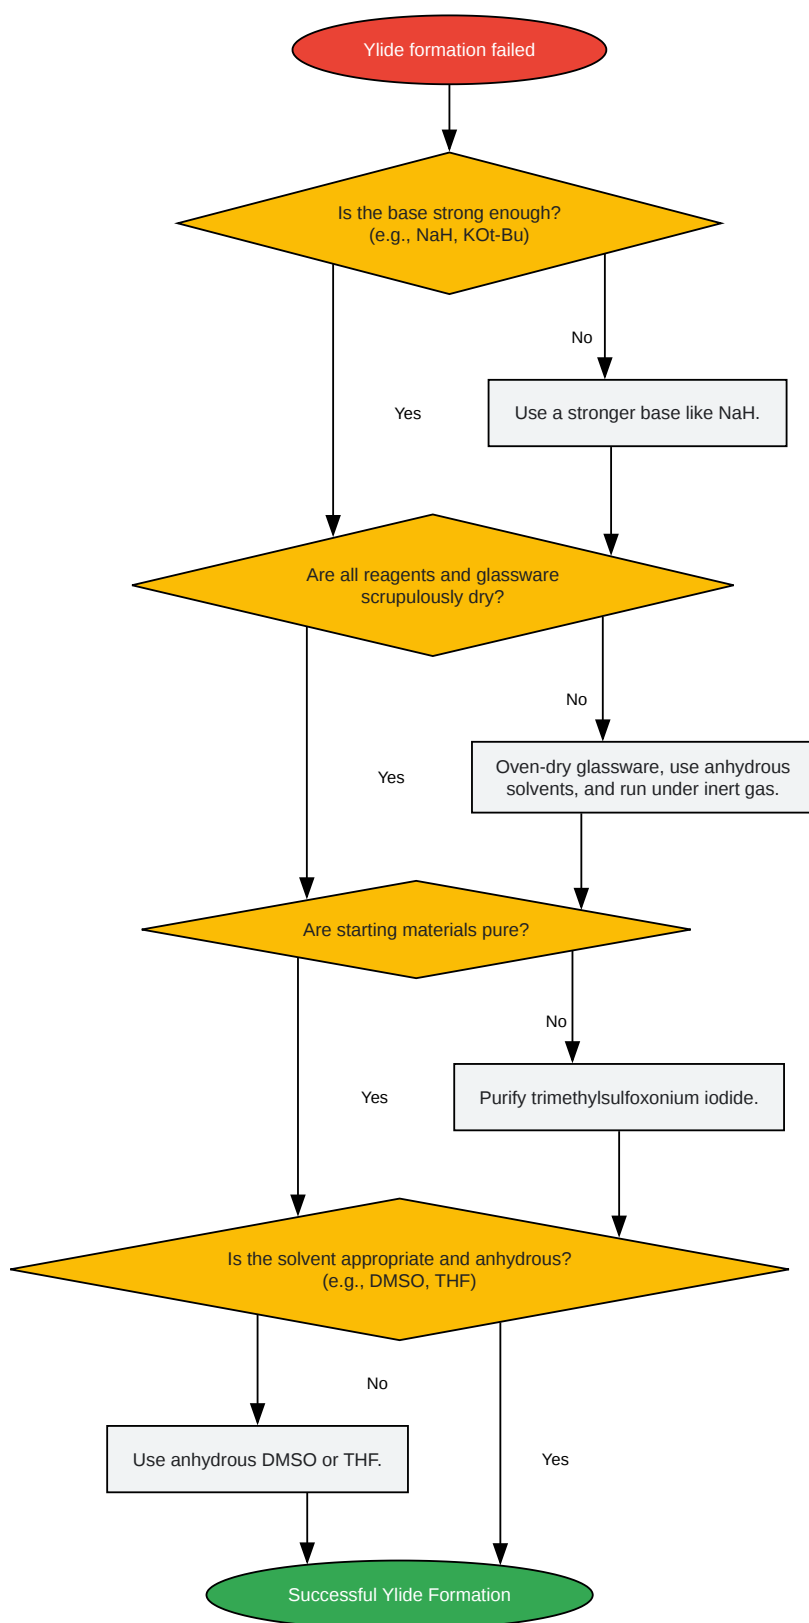 Ylide formation failed
Is the base strong enough?
(e.g., NaH, KOt-Bu)
No
Yes
Use a stronger base like NaH.
Are all reagents and glassware
scrupulously dry?
No
Yes
Oven-dry glassware, use anhydrous
solvents, and run under inert gas.
Are starting materials pure?
No
Yes
Purify trimethylsulfoxonium iodide.
Is the solvent appropriate and anhydrous?
(e.g., DMSO, THF)
No
Yes
Use anhydrous DMSO or THF.
Successful Ylide Formation